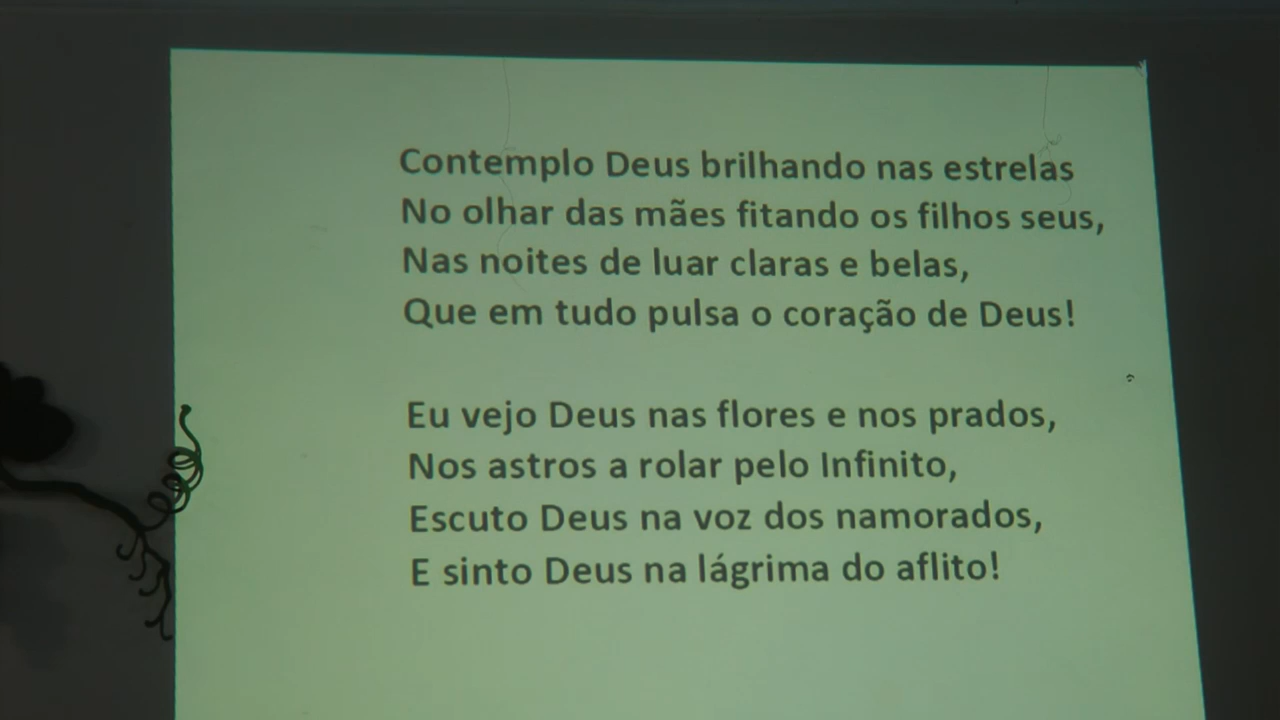 Contemplo Deus brilhando nas estrelas
No olhar das mães fitando os filhos seus,
Nas noites de luar claras e belas,
Que em tudo pulsa o coração de Deus!
Eu vejo Deus nas flores e nos prados,
Nos astros a rolar pelo Infinito,
Escuto Deus na voz dos namorados,
E sinto Deus na lágrima do aflito!